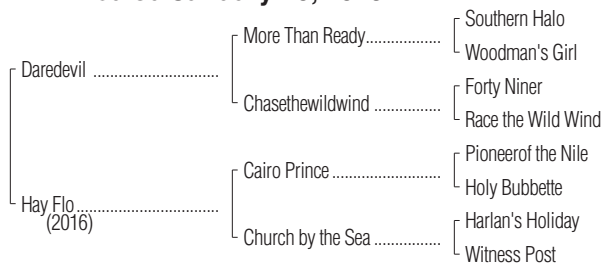 Southern Halo
More Than Ready
Woodman's Girl
Daredevil
Forty Niner
Chasethewildwind
Race the Wild Wind
Pioneerof the Nile
Cairo Prince
Holy Bubbette
Hay Flo
(2016)
Harlan's Holiday
Church by the Sea
Witness Post